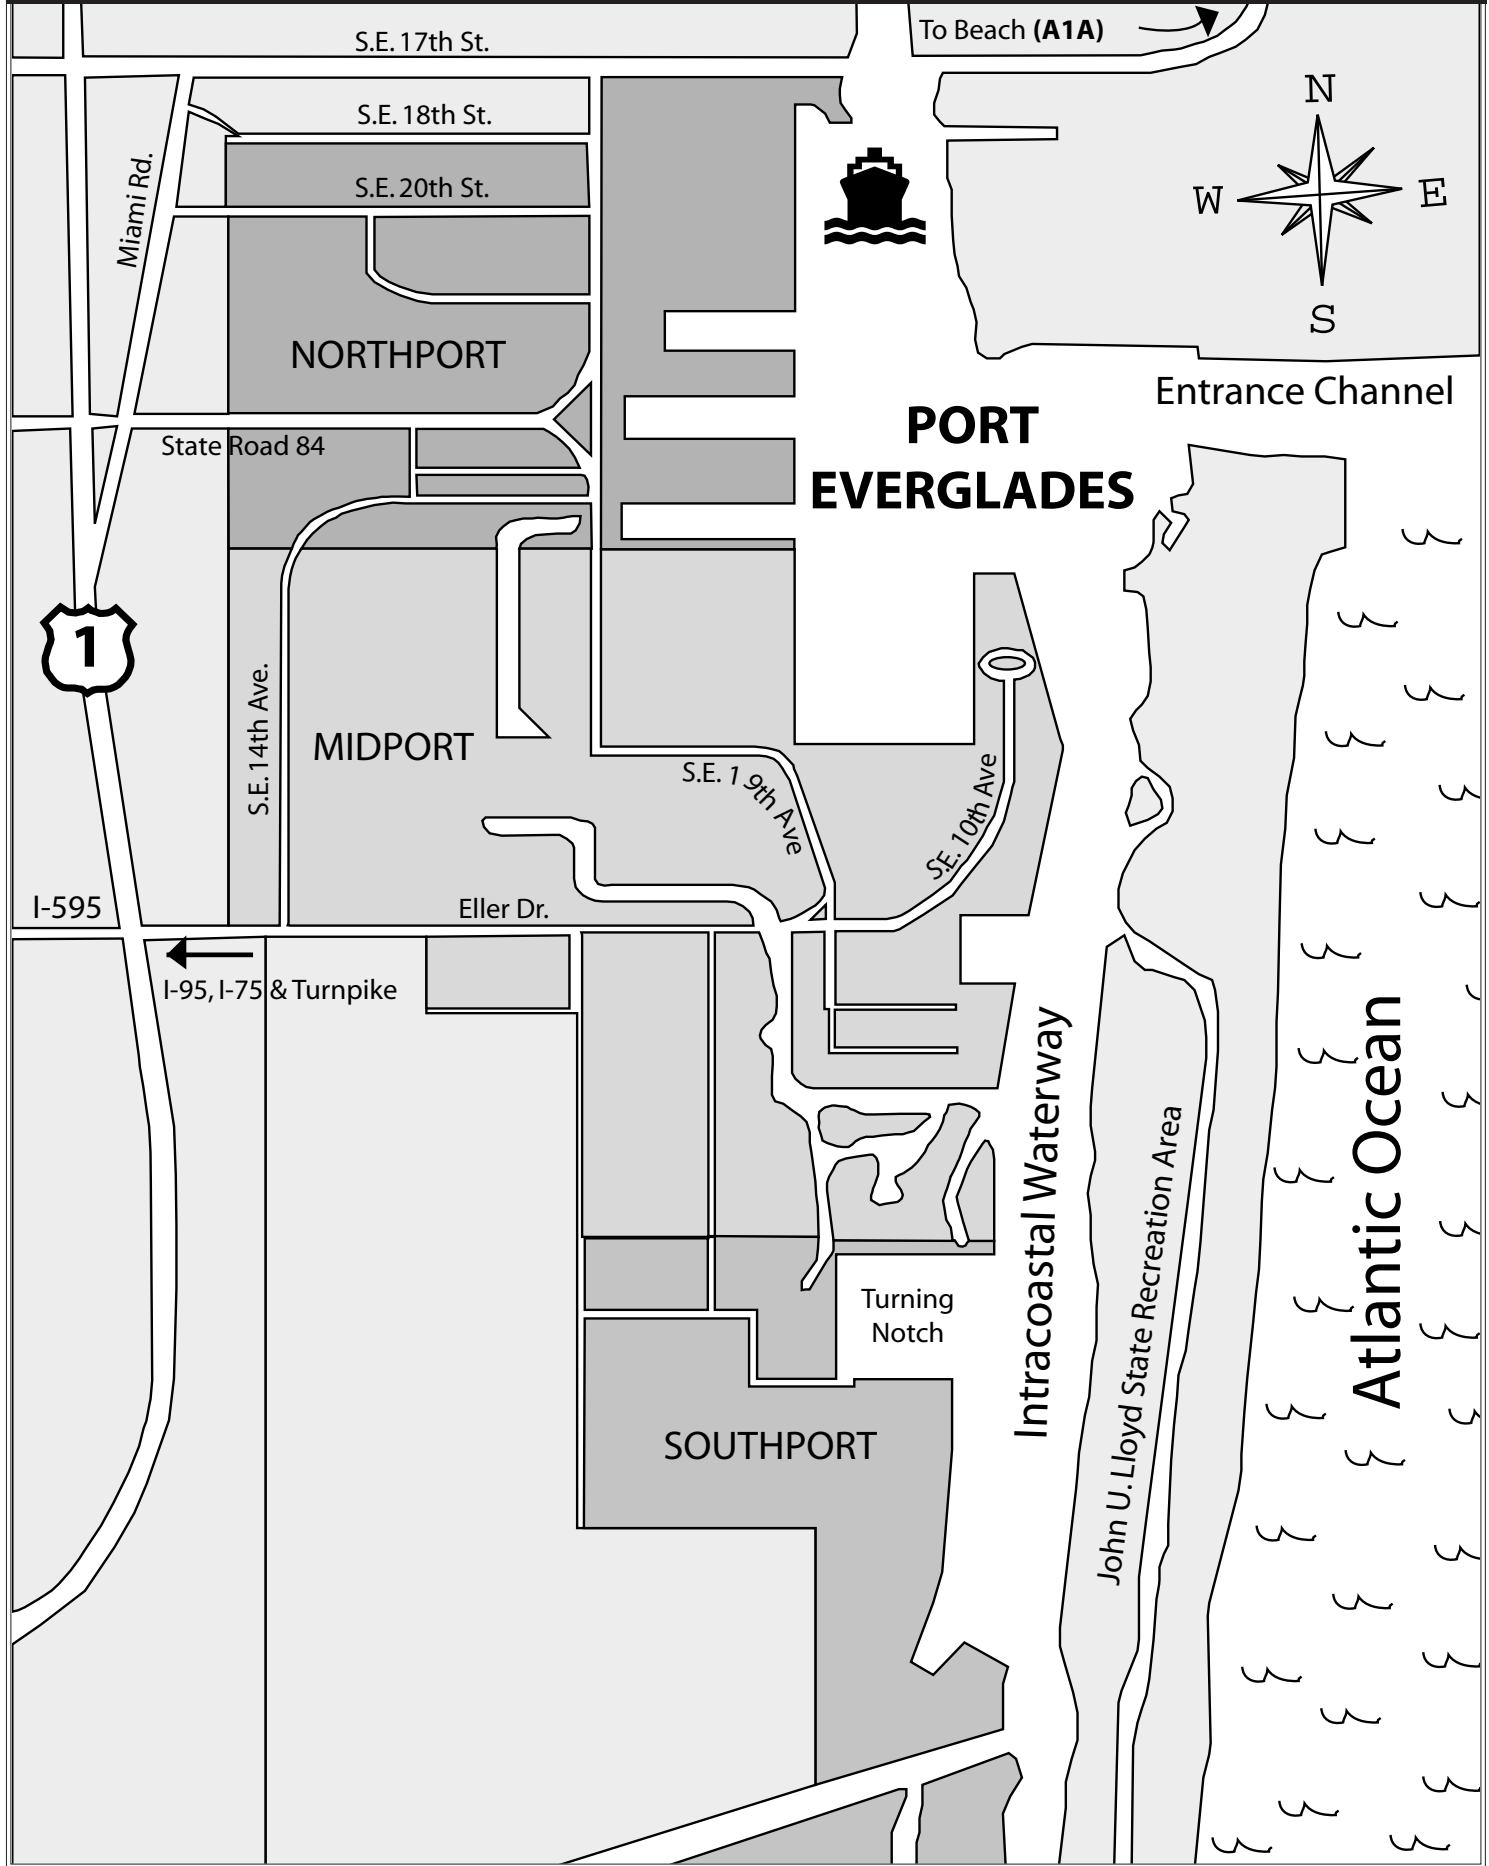 To Beach (A1A)
S.E. 17th St.
N
S.E. 18th St.
Miami Rd.
S.E. 20th St.
W
E
S
NORTHPORT
Entrance Channel
PORT
EVERGLADES
State Road 84
1
S.E. 14th Ave.
MIDPORT
S.E. 1 9th Ave
S.E. 10th Ave
I-595
Eller Dr.
I-95, I-75 & Turnpike
Intracoastal Waterway
Atlantic Ocean
John U. Lloyd State Recreation Area
Turning
Notch
SOUTHPORT